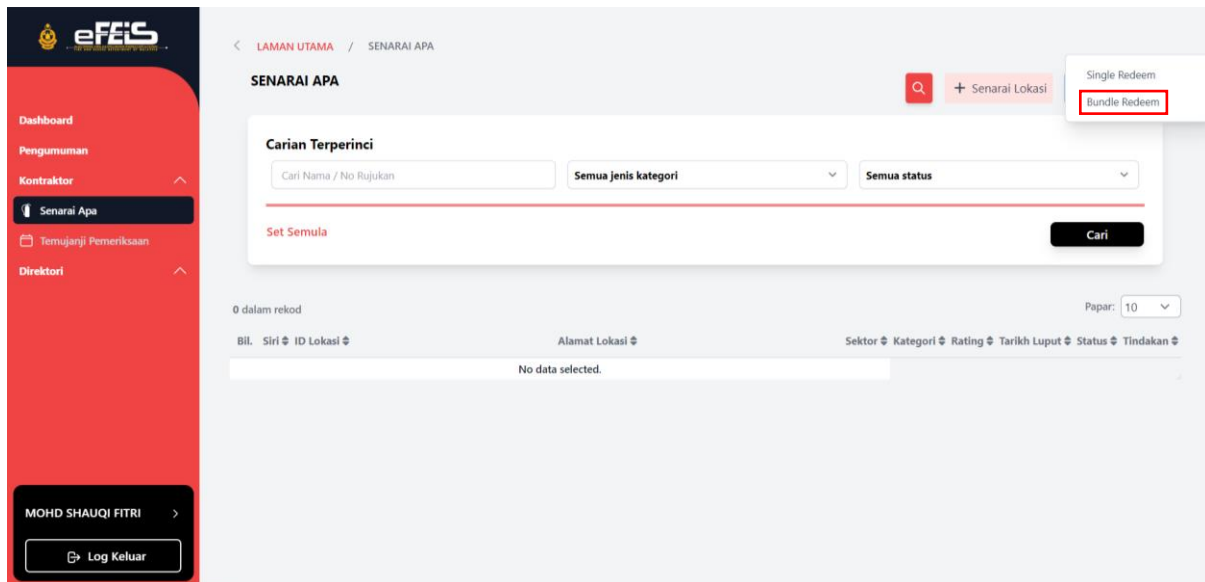 eFEiS
LAMAN UTAMA / SENARAI APA
SENARAI APA
+ Senarai Lokasi
Single Redeem
Bundle Redeem
Dashboard
Pengumuman
Kontraktor
Senarai Apa
Temujanji Pemeriksaan
Direktori
Carian Terperinci
Cari Nama / No Rujukan
Semua jenis kategori
Semua status
Set Semula
Cari
0 dalam rekod
Papar: 10
Bil. Siri ID Lokasi Alamat Lokasi Sektor Kategori Rating Tarikh Luput Status Tindakan
No data selected.
MOHD SHAUQI FITRI
Log Keluar